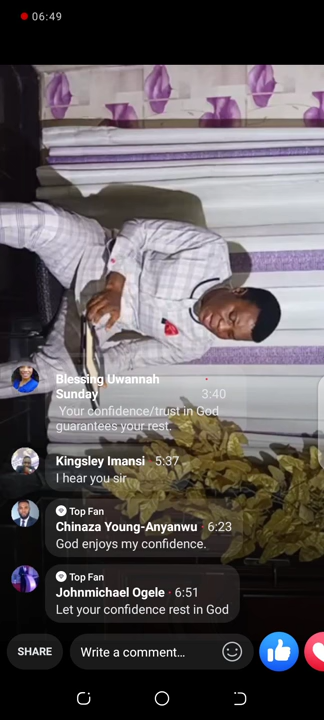 06:49
Blessing Uwannah
Sunday 3:40
Your confidence/trust in God
guarantees your rest.
Kingsley Imansi · 5:37
I hear you sir
Top Fan
Chinaza Young-Anyanwu · 6:23
God enjoys my confidence.
Top Fan
Johnmichael Ogele · 6:51
Let your confidence rest in God
SHARE
Write a comment…